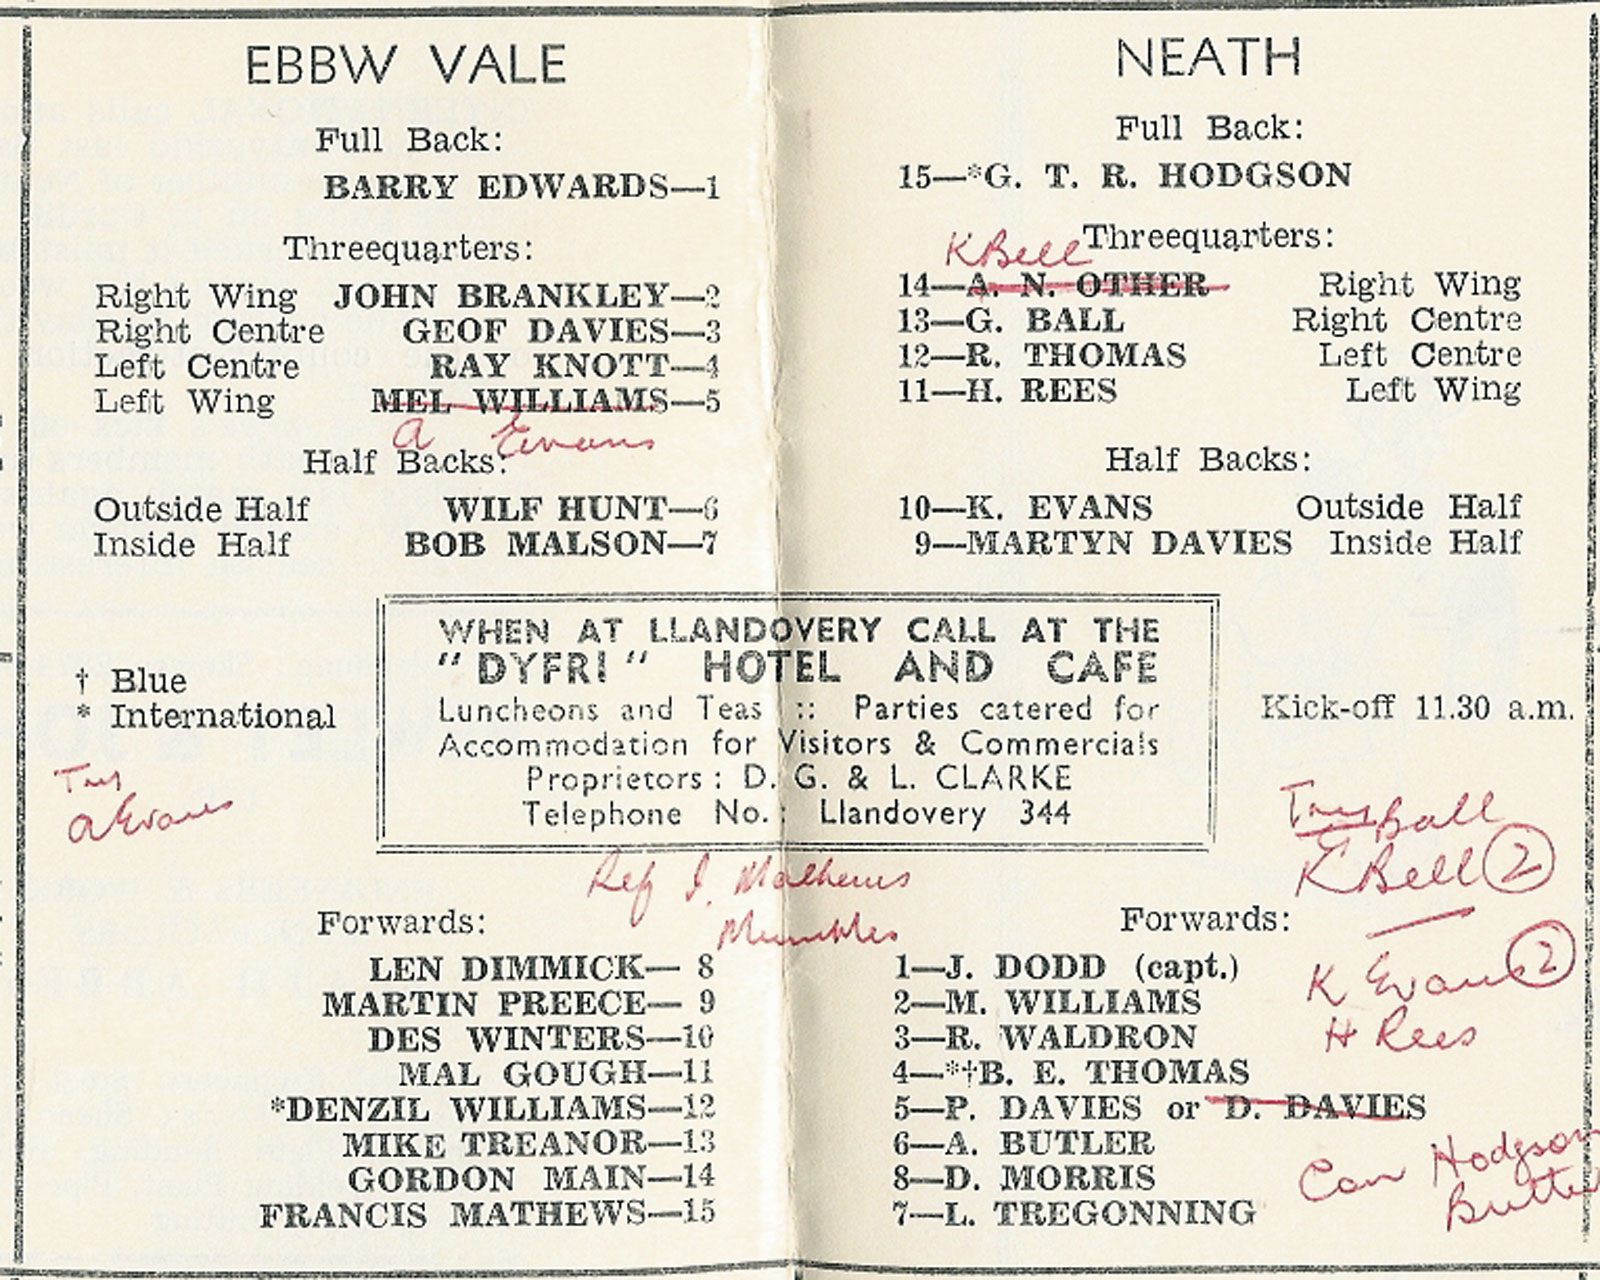 EBBW VALE
Full Back:
BARRY EDWARDS—1
Threequarters:
Right Wing JOHN BRANKLEY—2
Right Centre GEOF DAVIES—3
Left Centre RAY KNOTT—4
Left Wing MEL WILLIAMS—5
A Evans
Half Backs:
Outside Half WILF HUNT—6
Inside Half BOB MALSON—7
NEATH
Full Back:
15—*G. T. R. HODGSON
Threequarters:
K Bell
14—A. N. OTHER Right Wing
13—G. BALL Right Centre
12—R. THOMAS Left Centre
11—H. REES Left Wing
Half Backs:
10—K. EVANS Outside Half
9—MARTYN DAVIES Inside Half
† Blue
* International
WHEN AT LLANDOVERY CALL AT THE
"DYFRI" HOTEL AND CAFE
Luncheons and Teas :: Parties catered for
Accommodation for Visitors & Commercials
Proprietors: D. G. & L. CLARKE
Telephone No.: Llandovery 344
Kick-off 11.30 a.m.
Try
A Evans
Ref I. Mathews
Mumbles
Trys Ball
K Bell 2
K Evans 2
H Rees
Forwards:
LEN DIMMICK— 8
MARTIN PREECE— 9
DES WINTERS—10
MAL GOUGH—11
*DENZIL WILLIAMS—12
MIKE TREANOR—13
GORDON MAIN—14
FRANCIS MATHEWS—15
Forwards:
1—J. DODD (capt.)
2—M. WILLIAMS
3—R. WALDRON
4—*†B. E. THOMAS
5—P. DAVIES or D. DAVIES
6—A. BUTLER
8—D. MORRIS
7—L. TREGONNING
Con Hodgson
Butler